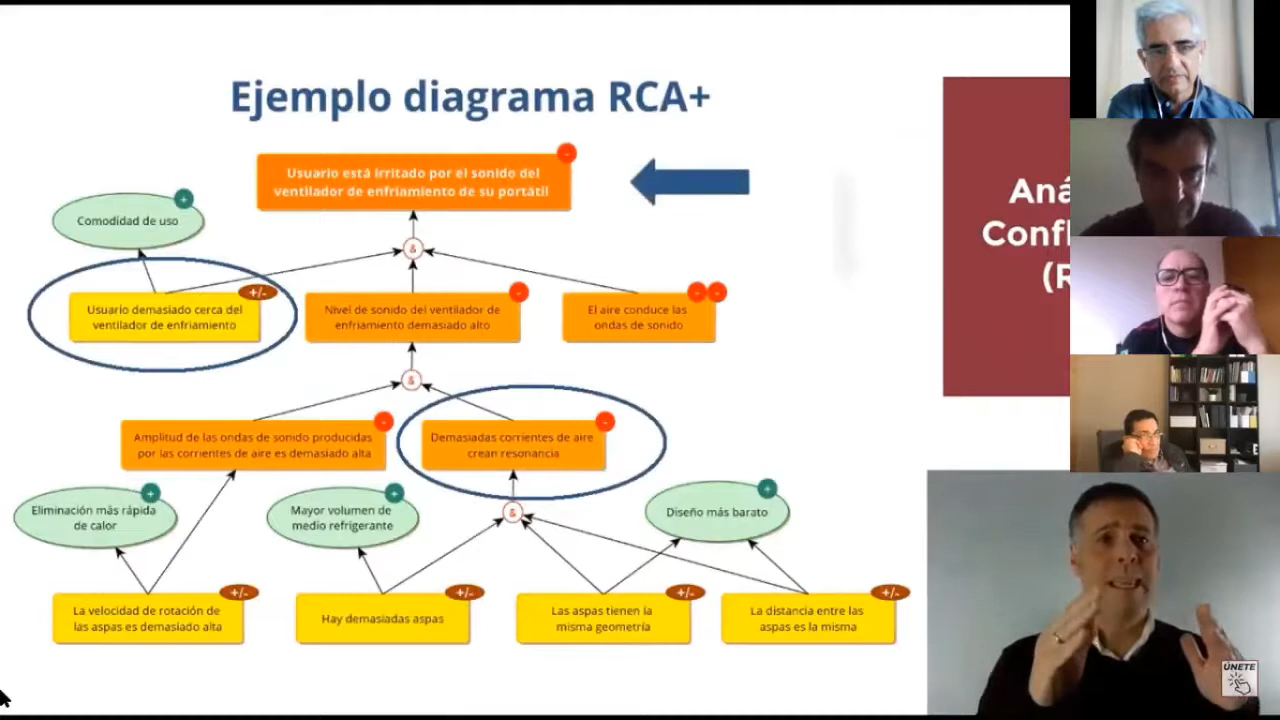 Ejemplo diagrama RCA+
-
Usuario está irritado por el sonido del
ventilador de enfriamiento de su portátil
+
Comodidad de uso
&
Aná
Confl
(R
+/-
Usuario demasiado cerca del
ventilador de enfriamiento
-
Nivel de sonido del ventilador de
enfriamiento demasiado alto
- -
El aire conduce las
ondas de sonido
&
-
Amplitud de las ondas de sonido producidas
por las corrientes de aire es demasiado alta
-
Demasiadas corrientes de aire
crean resonancia
+
Eliminación más rápida
de calor
+
Mayor volumen de
medio refrigerante
&
+
Diseño más barato
+/-
La velocidad de rotación de
las aspas es demasiado alta
+/-
Hay demasiadas aspas
+/-
Las aspas tienen la
misma geometría
+/-
La distancia entre las
aspas es la misma
ÚNETE